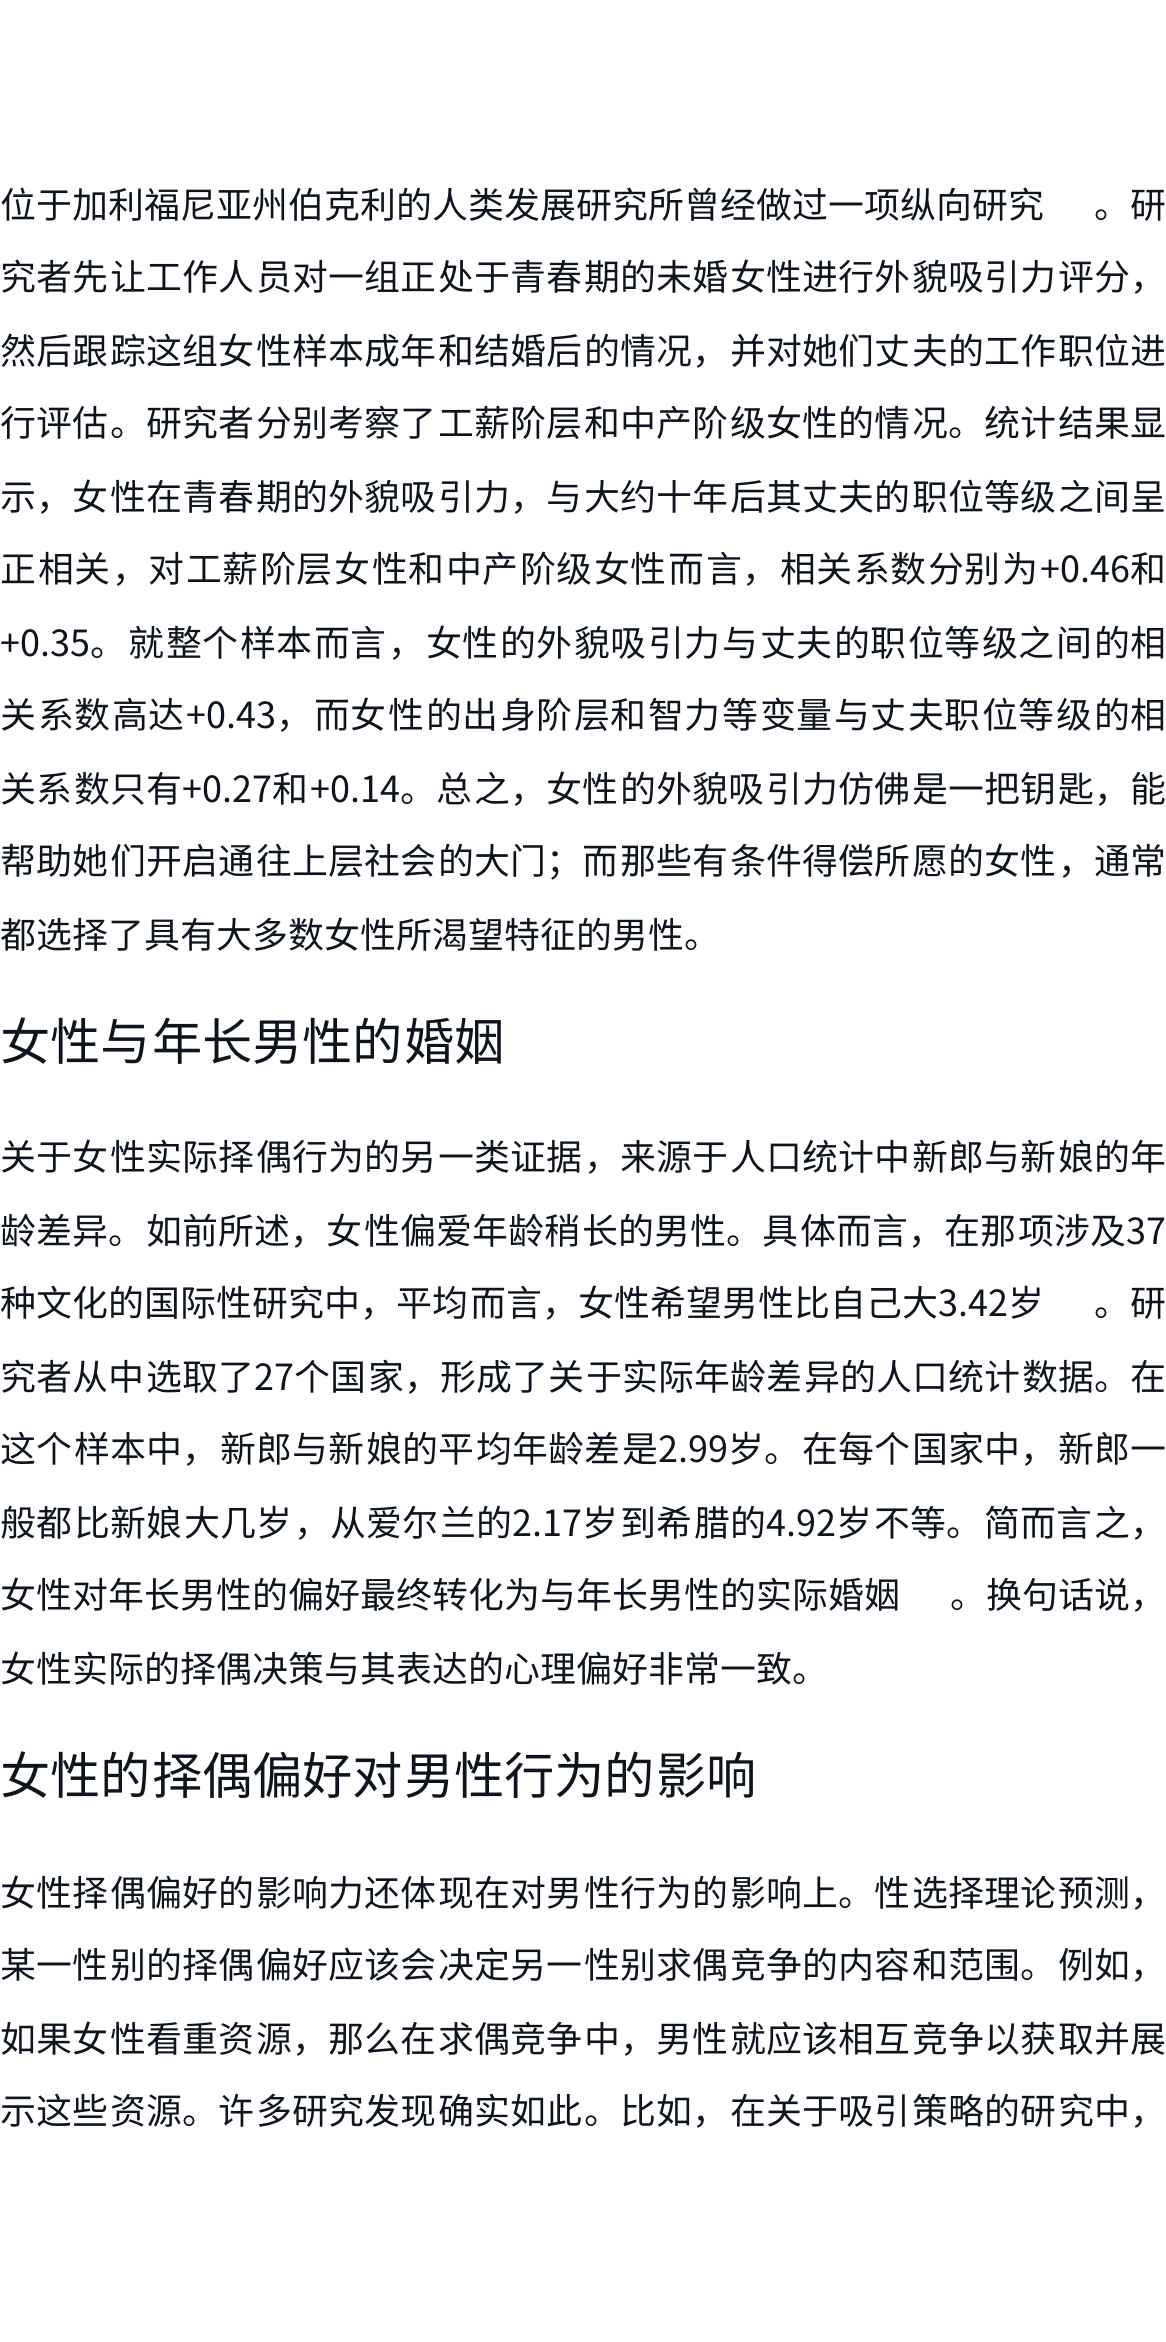 位于加利福尼亚州伯克利的人类发展研究所曾经做过一项纵向研究 。研
究者先让工作人员对一组正处于青春期的未婚女性进行外貌吸引力评分，
然后跟踪这组女性样本成年和结婚后的情况，并对她们丈夫的工作职位进
行评估。研究者分别考察了工薪阶层和中产阶级女性的情况。统计结果显
示，女性在青春期的外貌吸引力，与大约十年后其丈夫的职位等级之间呈
正相关，对工薪阶层女性和中产阶级女性而言，相关系数分别为+0.46和
+0.35。就整个样本而言，女性的外貌吸引力与丈夫的职位等级之间的相
关系数高达+0.43，而女性的出身阶层和智力等变量与丈夫职位等级的相
关系数只有+0.27和+0.14。总之，女性的外貌吸引力仿佛是一把钥匙，能
帮助她们开启通往上层社会的大门；而那些有条件得偿所愿的女性，通常
都选择了具有大多数女性所渴望特征的男性。
女性与年长男性的婚姻
关于女性实际择偶行为的另一类证据，来源于人口统计中新郎与新娘的年
龄差异。如前所述，女性偏爱年龄稍长的男性。具体而言，在那项涉及37
种文化的国际性研究中，平均而言，女性希望男性比自己大3.42岁 。研
究者从中选取了27个国家，形成了关于实际年龄差异的人口统计数据。在
这个样本中，新郎与新娘的平均年龄差是2.99岁。在每个国家中，新郎一
般都比新娘大几岁，从爱尔兰的2.17岁到希腊的4.92岁不等。简而言之，
女性对年长男性的偏好最终转化为与年长男性的实际婚姻 。换句话说，
女性实际的择偶决策与其表达的心理偏好非常一致。
女性的择偶偏好对男性行为的影响
女性择偶偏好的影响力还体现在对男性行为的影响上。性选择理论预测，
某一性别的择偶偏好应该会决定另一性别求偶竞争的内容和范围。例如，
如果女性看重资源，那么在求偶竞争中，男性就应该相互竞争以获取并展
示这些资源。许多研究发现确实如此。比如，在关于吸引策略的研究中，